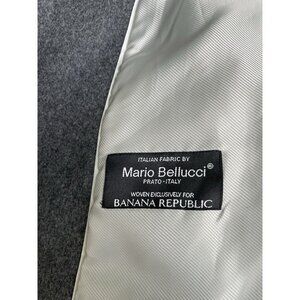 ITALIAN FABRIC BY
Mario Bellucci®
PRATO - ITALY
WOVEN EXCLUSIVELY FOR
BANANA REPUBLIC